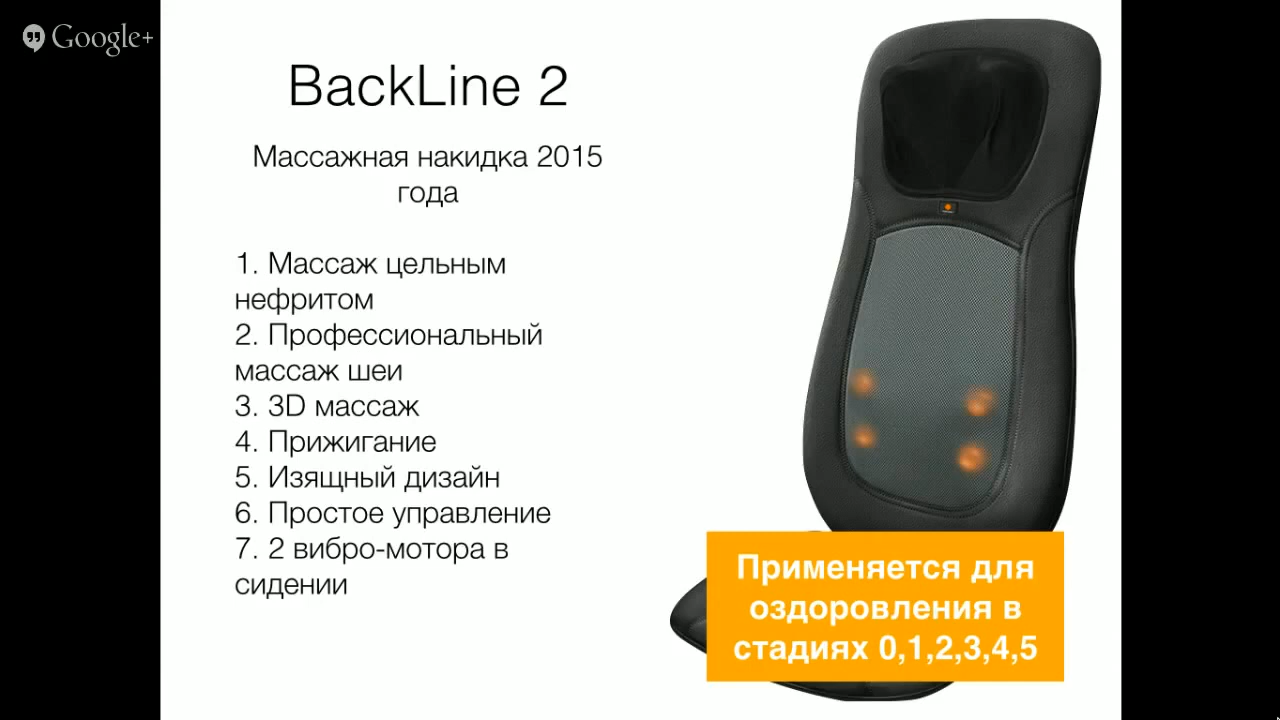 Google+
BackLine 2
Массажная накидка 2015
года
1. Массаж цельным
нефритом
2. Профессиональный
массаж шеи
3. 3D массаж
4. Прижигание
5. Изящный дизайн
6. Простое управление
7. 2 вибро-мотора в
сидении
Применяется для
оздоровления в
стадиях 0,1,2,3,4,5